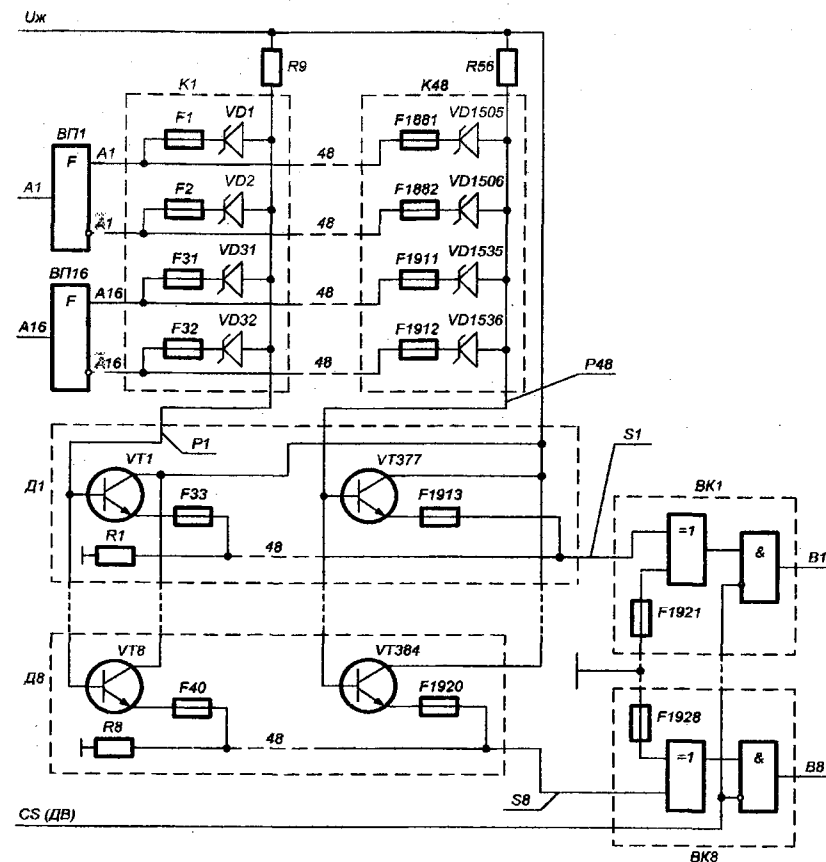 Uж
R9
R56
K1
K48
F1
VD1
F1881
VD1505
ВП1
F
A1
48
A1
F2
VD2
F1882
VD1506
A̅1
48
ВП16
F31
VD31
F1911
VD1535
F
A16
48
A16
F32
VD32
F1912
VD1536
A̅16
48
P48
P1
S1
VT1
VT377
Д1
F33
F1913
ВК1
=1
&
B1
R1
48
F1921
VT8
VT384
Д8
F40
F1920
F1928
R8
48
=1
&
B8
S8
CS (ДВ)
ВК8